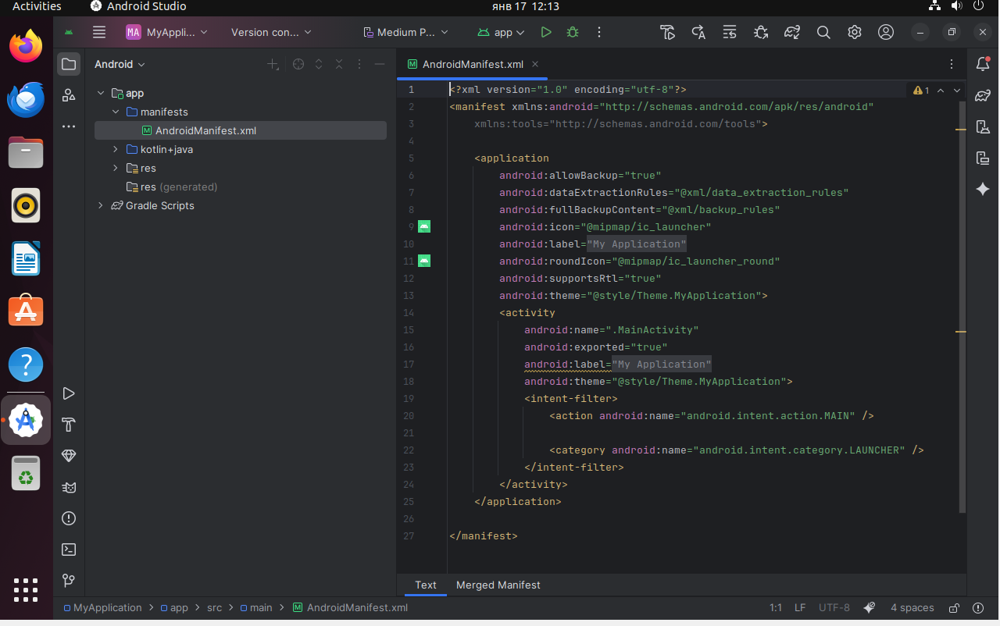 Activities
Android Studio
янв 17 12:13
MA
MyAppli...
Version con...
Medium P...
app
Android
AndroidManifest.xml
app
manifests
AndroidManifest.xml
kotlin+java
res
res (generated)
Gradle Scripts
1
1 <?xml version="1.0" encoding="utf-8"?>
2 <manifest xmlns:android="http://schemas.android.com/apk/res/android"
3 xmlns:tools="http://schemas.android.com/tools">
4
5 <application
6 android:allowBackup="true"
7 android:dataExtractionRules="@xml/data_extraction_rules"
8 android:fullBackupContent="@xml/backup_rules"
9 android:icon="@mipmap/ic_launcher"
10 android:label="My Application"
11 android:roundIcon="@mipmap/ic_launcher_round"
12 android:supportsRtl="true"
13 android:theme="@style/Theme.MyApplication">
14 <activity
15 android:name=".MainActivity"
16 android:exported="true"
17 android:label="My Application"
18 android:theme="@style/Theme.MyApplication">
19 <intent-filter>
20 <action android:name="android.intent.action.MAIN" />
21
22 <category android:name="android.intent.category.LAUNCHER" />
23 </intent-filter>
24 </activity>
25 </application>
26
27 </manifest>
Text
Merged Manifest
MyApplication > app > src > main > AndroidManifest.xml
1:1
LF
UTF-8
4 spaces